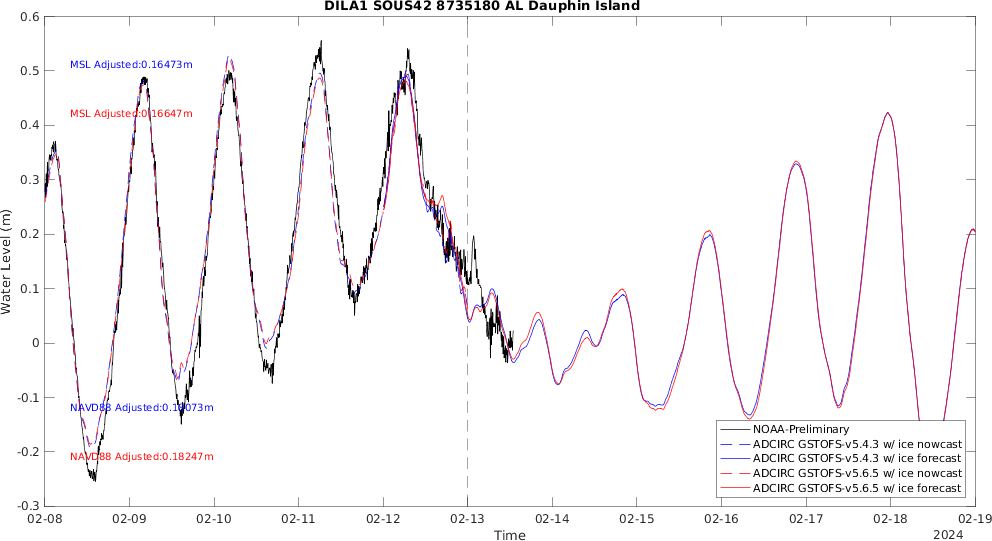 DILA1 SOUS42 8735180 AL Dauphin Island
0.6
0.5
0.4
0.3
0.2
0.1
0
-0.1
-0.2
-0.3
Water Level (m)
MSL Adjusted:0.16473m
MSL Adjusted:0.16647m
NAVD88 Adjusted:0.18073m
NAVD88 Adjusted:0.18247m
NOAA-Preliminary
ADCIRC GSTOFS-v5.4.3 w/ ice nowcast
ADCIRC GSTOFS-v5.4.3 w/ ice forecast
ADCIRC GSTOFS-v5.6.5 w/ ice nowcast
ADCIRC GSTOFS-v5.6.5 w/ ice forecast
02-08 02-09 02-10 02-11 02-12 02-13 02-14 02-15 02-16 02-17 02-18 02-19
Time
2024